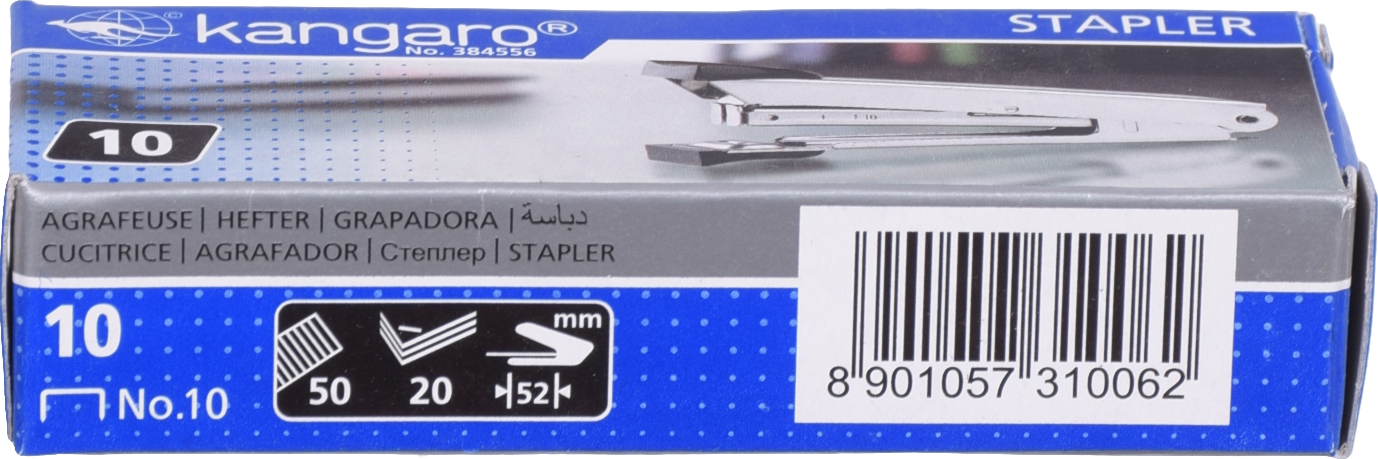 kangaro®
No. 384556
STAPLER
10
AGRAFEUSE | HEFTER | GRAPADORA | دباسة
CUCITRICE | AGRAFADOR | Степлер | STAPLER
10
No.10
50
20
mm
52
8 901057 310062